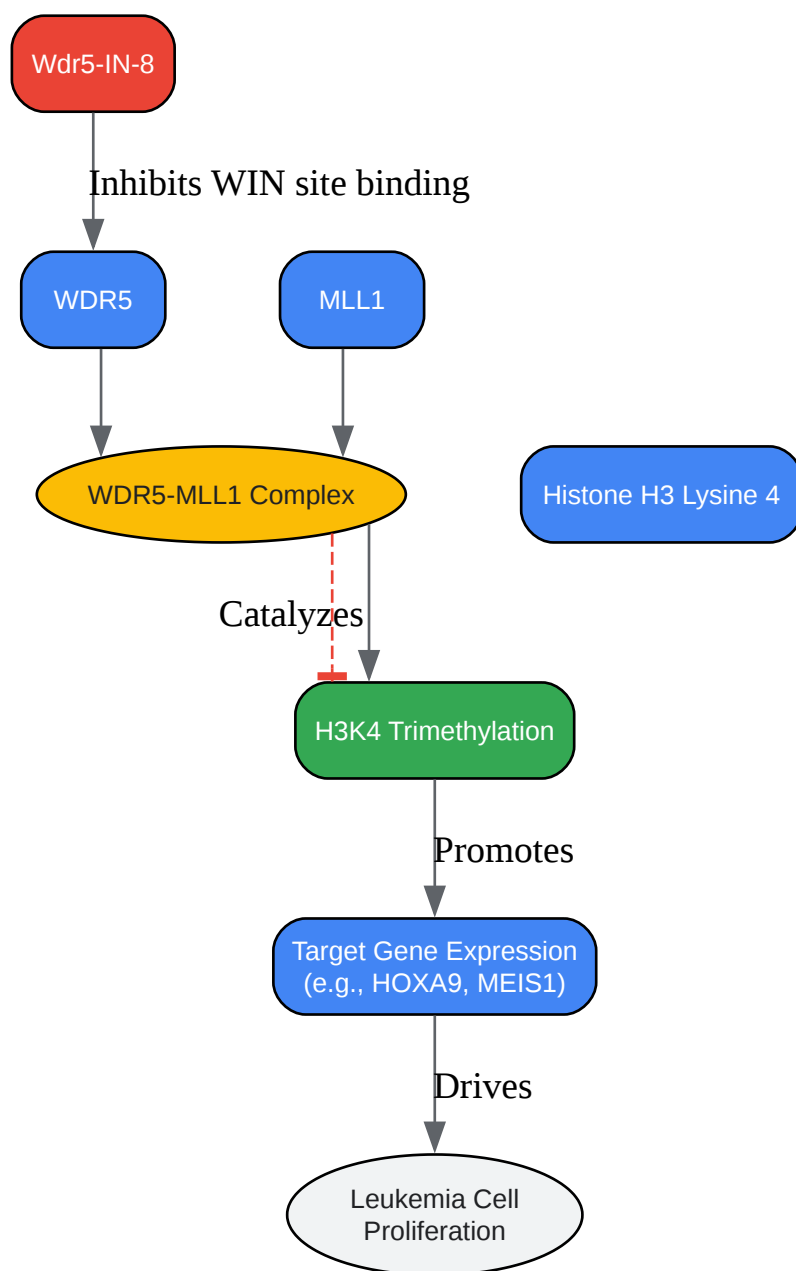 Wdr5-IN-8
Inhibits WIN site binding
WDR5
MLL1
WDR5-MLL1 Complex
Histone H3 Lysine 4
Catalyzes
H3K4 Trimethylation
Promotes
Target Gene Expression
(e.g., HOXA9, MEIS1)
Drives
Leukemia Cell
Proliferation